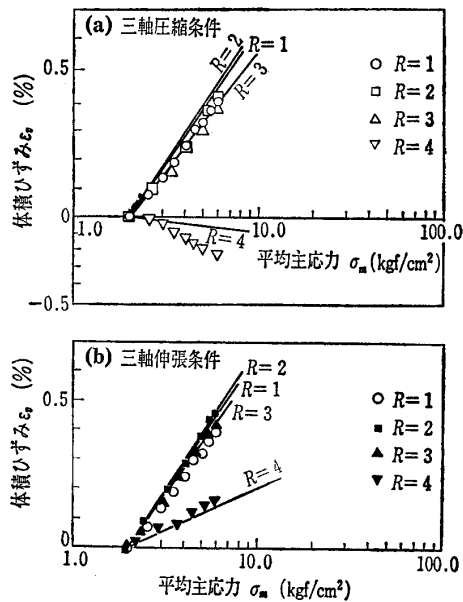 (a) 三軸圧縮条件
R=2
R=1
R=3
○ R=1
□ R=2
△ R=3
▽ R=4
体積ひずみεv (%)
0.5
0
-0.5
R=4
1.0
10.0
100.0
平均主応力 σm (kgf/cm²)
(b) 三軸伸張条件
R=2
R=1
R=3
R=4
○ R=1
■ R=2
▲ R=3
▼ R=4
体積ひずみεv (%)
0.5
0
1.0
10.0
100.0
平均主応力 σm (kgf/cm²)